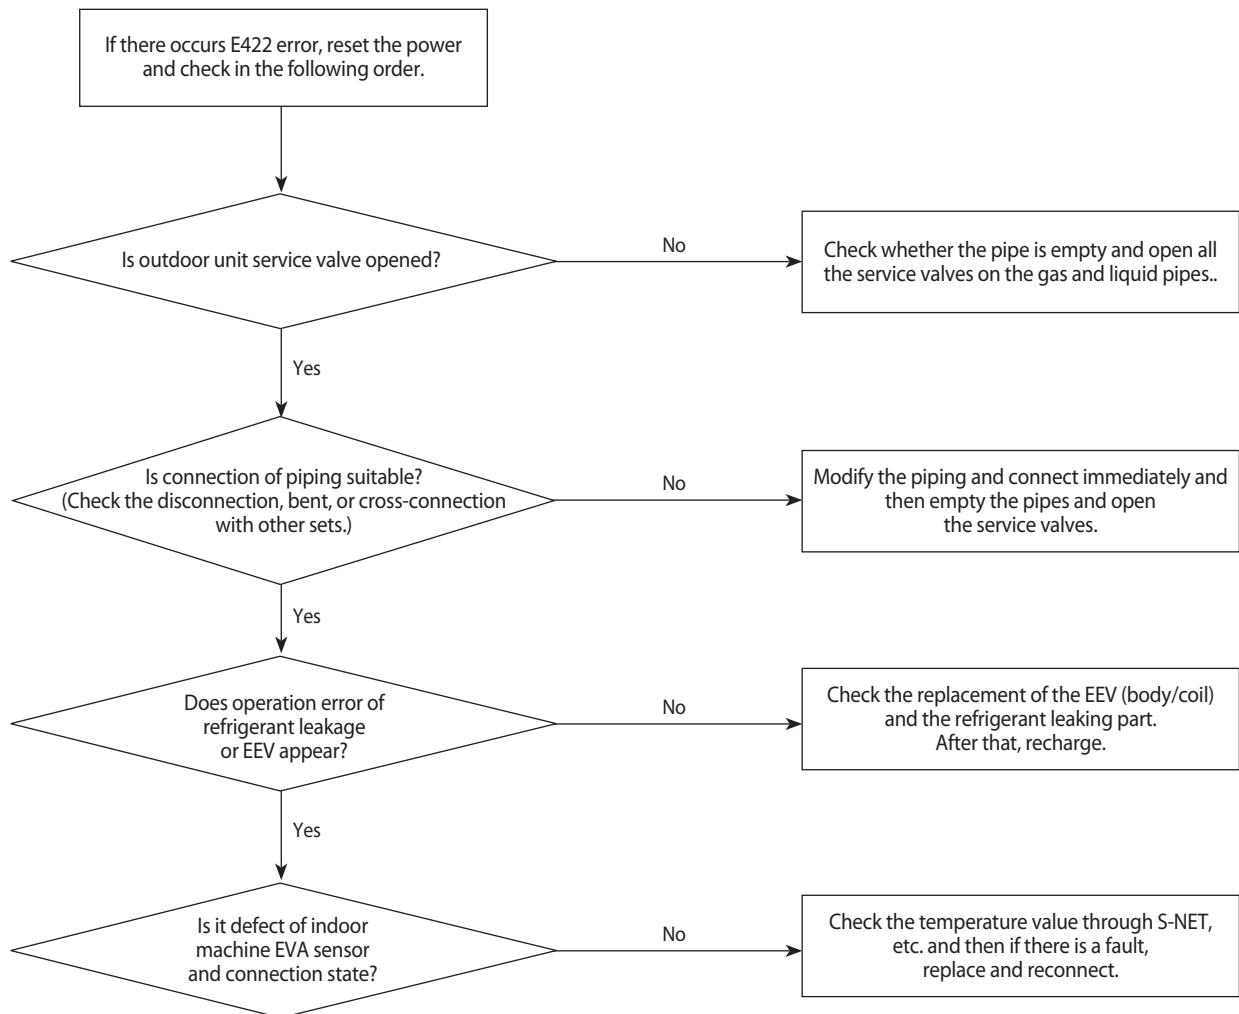 If there occurs E422 error, reset the power
and check in the following order.
Is outdoor unit service valve opened?
No
Check whether the pipe is empty and open all
the service valves on the gas and liquid pipes..
Yes
Is connection of piping suitable?
(Check the disconnection, bent, or cross-connection
with other sets.)
No
Modify the piping and connect immediately and
then empty the pipes and open
the service valves.
Yes
Does operation error of
refrigerant leakage
or EEV appear?
No
Check the replacement of the EEV (body/coil)
and the refrigerant leaking part.
After that, recharge.
Yes
Is it defect of indoor
machine EVA sensor
and connection state?
No
Check the temperature value through S-NET,
etc. and then if there is a fault,
replace and reconnect.